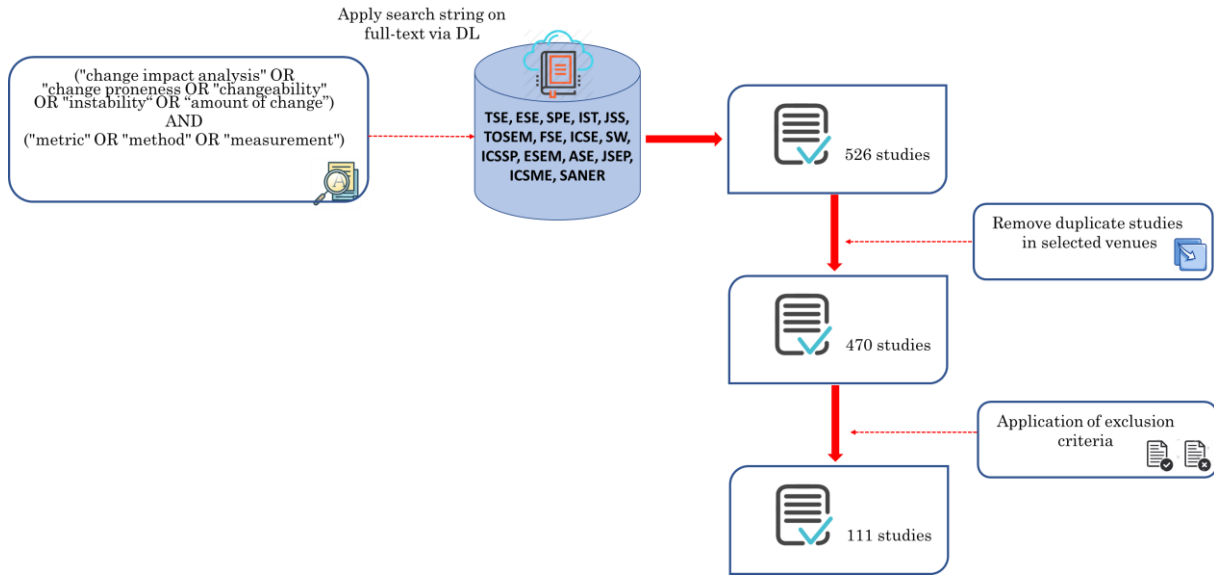 Apply search string on
full-text via DL
("change impact analysis" OR
"change proneness OR "changeability"
OR "instability“ OR “amount of change”)
AND
("metric" OR "method" OR "measurement")
TSE, ESE, SPE, IST, JSS,
TOSEM, FSE, ICSE, SW,
ICSSP, ESEM, ASE, JSEP,
ICSME, SANER
526 studies
Remove duplicate studies
in selected venues
470 studies
Application of exclusion
criteria
111 studies